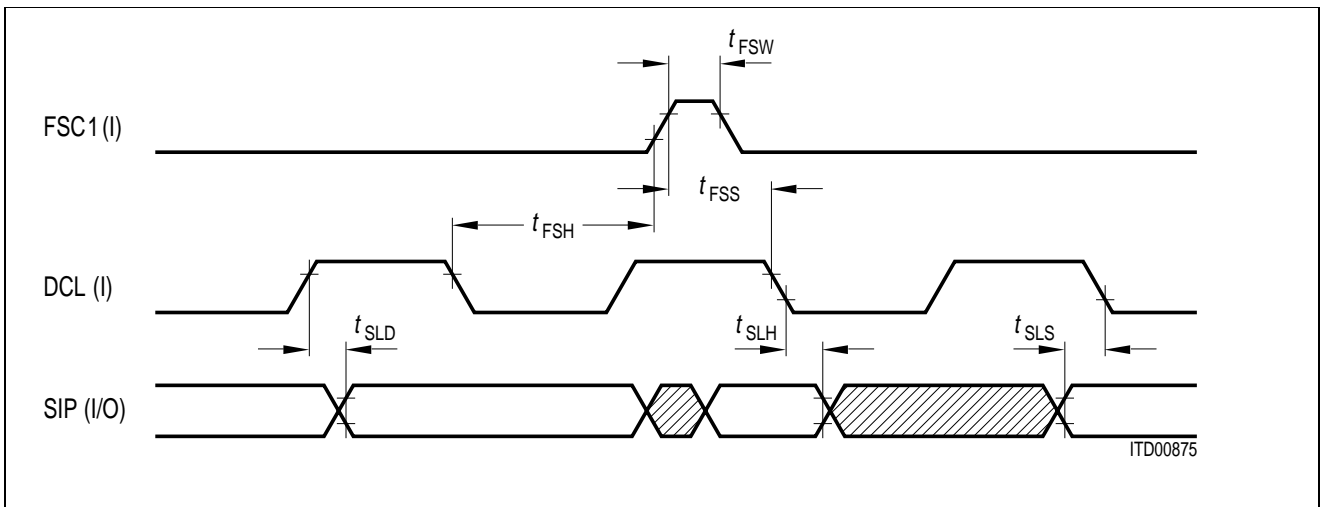 tFSW
FSC1 (I)
tFSS
tFSH
DCL (I)
tSLD
tSLH
tSLS
SIP (I/O)
ITD00875